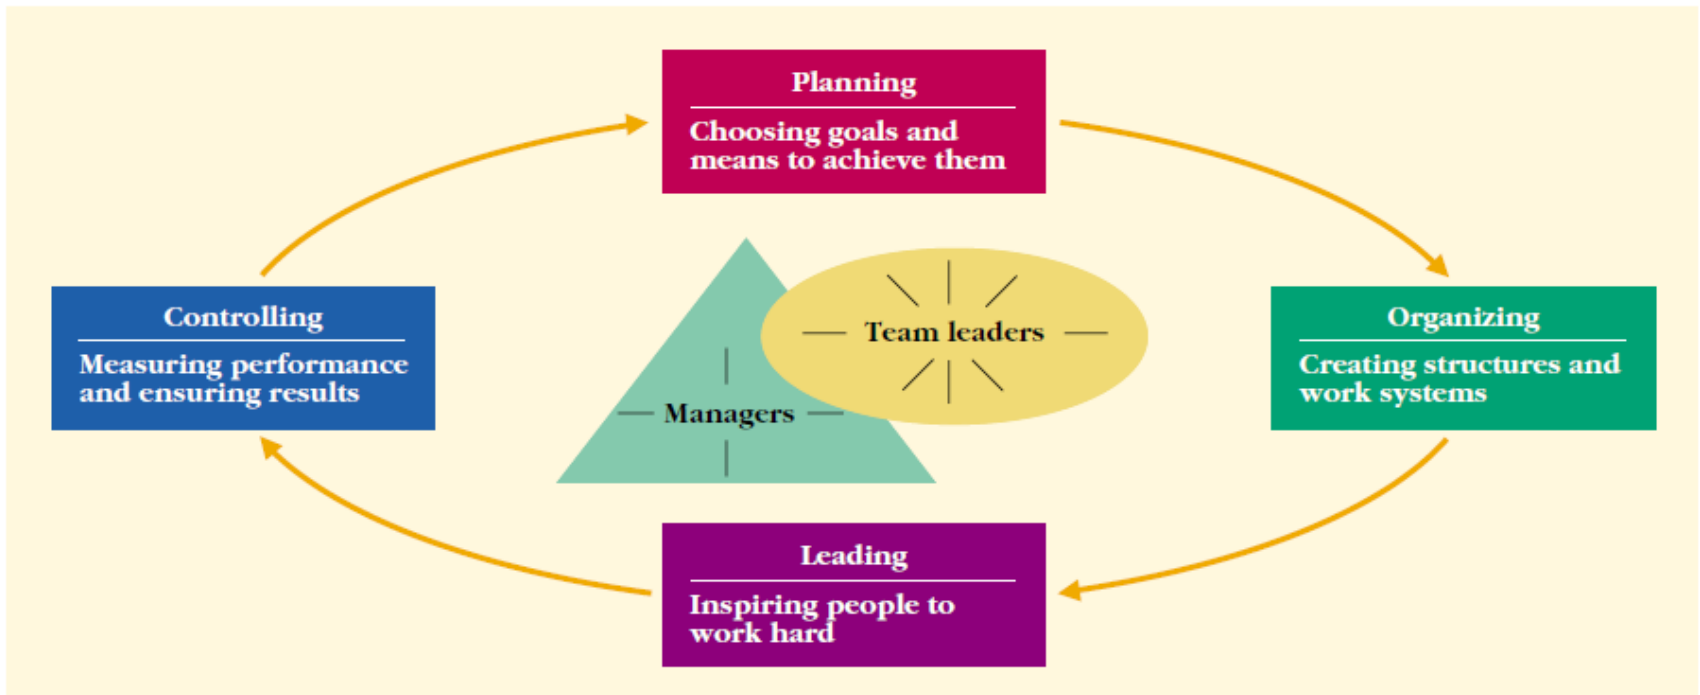 Planning
Choosing goals and
means to achieve them
Controlling
Measuring performance
and ensuring results
Team leaders
Managers
Organizing
Creating structures and
work systems
Leading
Inspiring people to
work hard